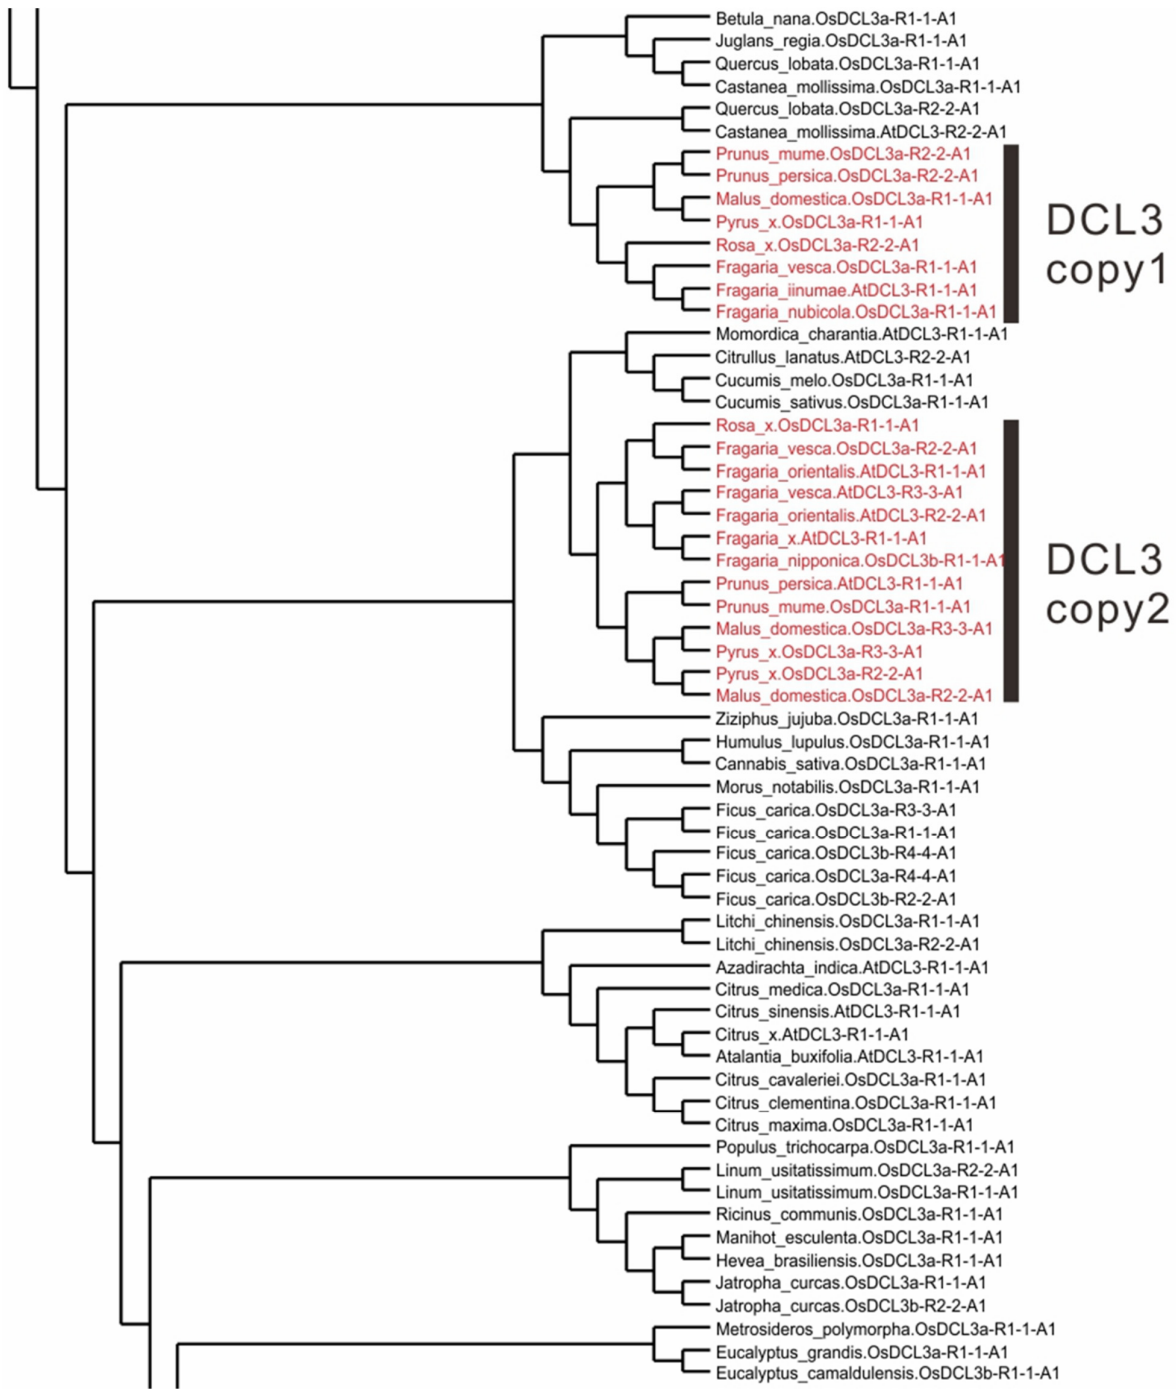 Betula_nana.OsDCL3a-R1-1-A1
Juglans_regia.OsDCL3a-R1-1-A1
Quercus_lobata.OsDCL3a-R1-1-A1
Castanea_mollissima.OsDCL3a-R1-1-A1
Quercus_lobata.OsDCL3a-R2-2-A1
Castanea_mollissima.AtDCL3-R2-2-A1
Prunus_mume.OsDCL3a-R2-2-A1
Prunus_persica.OsDCL3a-R2-2-A1
Malus_domestica.OsDCL3a-R1-1-A1
Pyrus_x.OsDCL3a-R1-1-A1
Rosa_x.OsDCL3a-R2-2-A1
Fragaria_vesca.OsDCL3a-R1-1-A1
Fragaria_iinumae.AtDCL3-R1-1-A1
Fragaria_nubicola.OsDCL3a-R1-1-A1
DCL3
copy1
Momordica_charantia.AtDCL3-R1-1-A1
Citrullus_lanatus.AtDCL3-R2-2-A1
Cucumis_melo.OsDCL3a-R1-1-A1
Cucumis_sativus.OsDCL3a-R1-1-A1
Rosa_x.OsDCL3a-R1-1-A1
Fragaria_vesca.OsDCL3a-R2-2-A1
Fragaria_orientalis.AtDCL3-R1-1-A1
Fragaria_vesca.AtDCL3-R3-3-A1
Fragaria_orientalis.AtDCL3-R2-2-A1
Fragaria_x.AtDCL3-R1-1-A1
Fragaria_nipponica.OsDCL3b-R1-1-A1
Prunus_persica.AtDCL3-R1-1-A1
Prunus_mume.OsDCL3a-R1-1-A1
Malus_domestica.OsDCL3a-R3-3-A1
Pyrus_x.OsDCL3a-R3-3-A1
Pyrus_x.OsDCL3a-R2-2-A1
Malus_domestica.OsDCL3a-R2-2-A1
DCL3
copy2
Ziziphus_jujuba.OsDCL3a-R1-1-A1
Humulus_lupulus.OsDCL3a-R1-1-A1
Cannabis_sativa.OsDCL3a-R1-1-A1
Morus_notabilis.OsDCL3a-R1-1-A1
Ficus_carica.OsDCL3a-R3-3-A1
Ficus_carica.OsDCL3a-R1-1-A1
Ficus_carica.OsDCL3b-R4-4-A1
Ficus_carica.OsDCL3a-R4-4-A1
Ficus_carica.OsDCL3b-R2-2-A1
Litchi_chinensis.OsDCL3a-R1-1-A1
Litchi_chinensis.OsDCL3a-R2-2-A1
Azadirachta_indica.AtDCL3-R1-1-A1
Citrus_medica.OsDCL3a-R1-1-A1
Citrus_sinensis.AtDCL3-R1-1-A1
Citrus_x.AtDCL3-R1-1-A1
Atalantia_buxifolia.AtDCL3-R1-1-A1
Citrus_cavaleriei.OsDCL3a-R1-1-A1
Citrus_clementina.OsDCL3a-R1-1-A1
Citrus_maxima.OsDCL3a-R1-1-A1
Populus_trichocarpa.OsDCL3a-R1-1-A1
Linum_usitatissimum.OsDCL3a-R2-2-A1
Linum_usitatissimum.OsDCL3a-R1-1-A1
Ricinus_communis.OsDCL3a-R1-1-A1
Manihot_esculenta.OsDCL3a-R1-1-A1
Hevea_brasiliensis.OsDCL3a-R1-1-A1
Jatropha_curcas.OsDCL3a-R1-1-A1
Jatropha_curcas.OsDCL3b-R2-2-A1
Metrosideros_polymorpha.OsDCL3a-R1-1-A1
Eucalyptus_grandis.OsDCL3a-R1-1-A1
Eucalyptus_camaldulensis.OsDCL3b-R1-1-A1